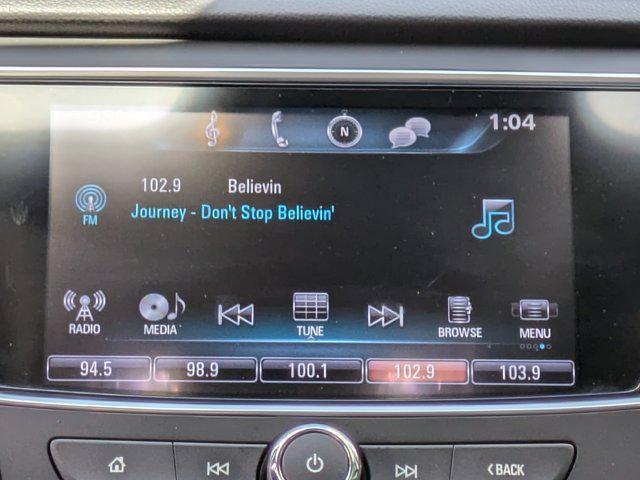 N
1:04
102.9 Believin
FM
Journey - Don't Stop Believin'
RADIO MEDIA TUNE BROWSE MENU
94.5 98.9 100.1 102.9 103.9
<BACK